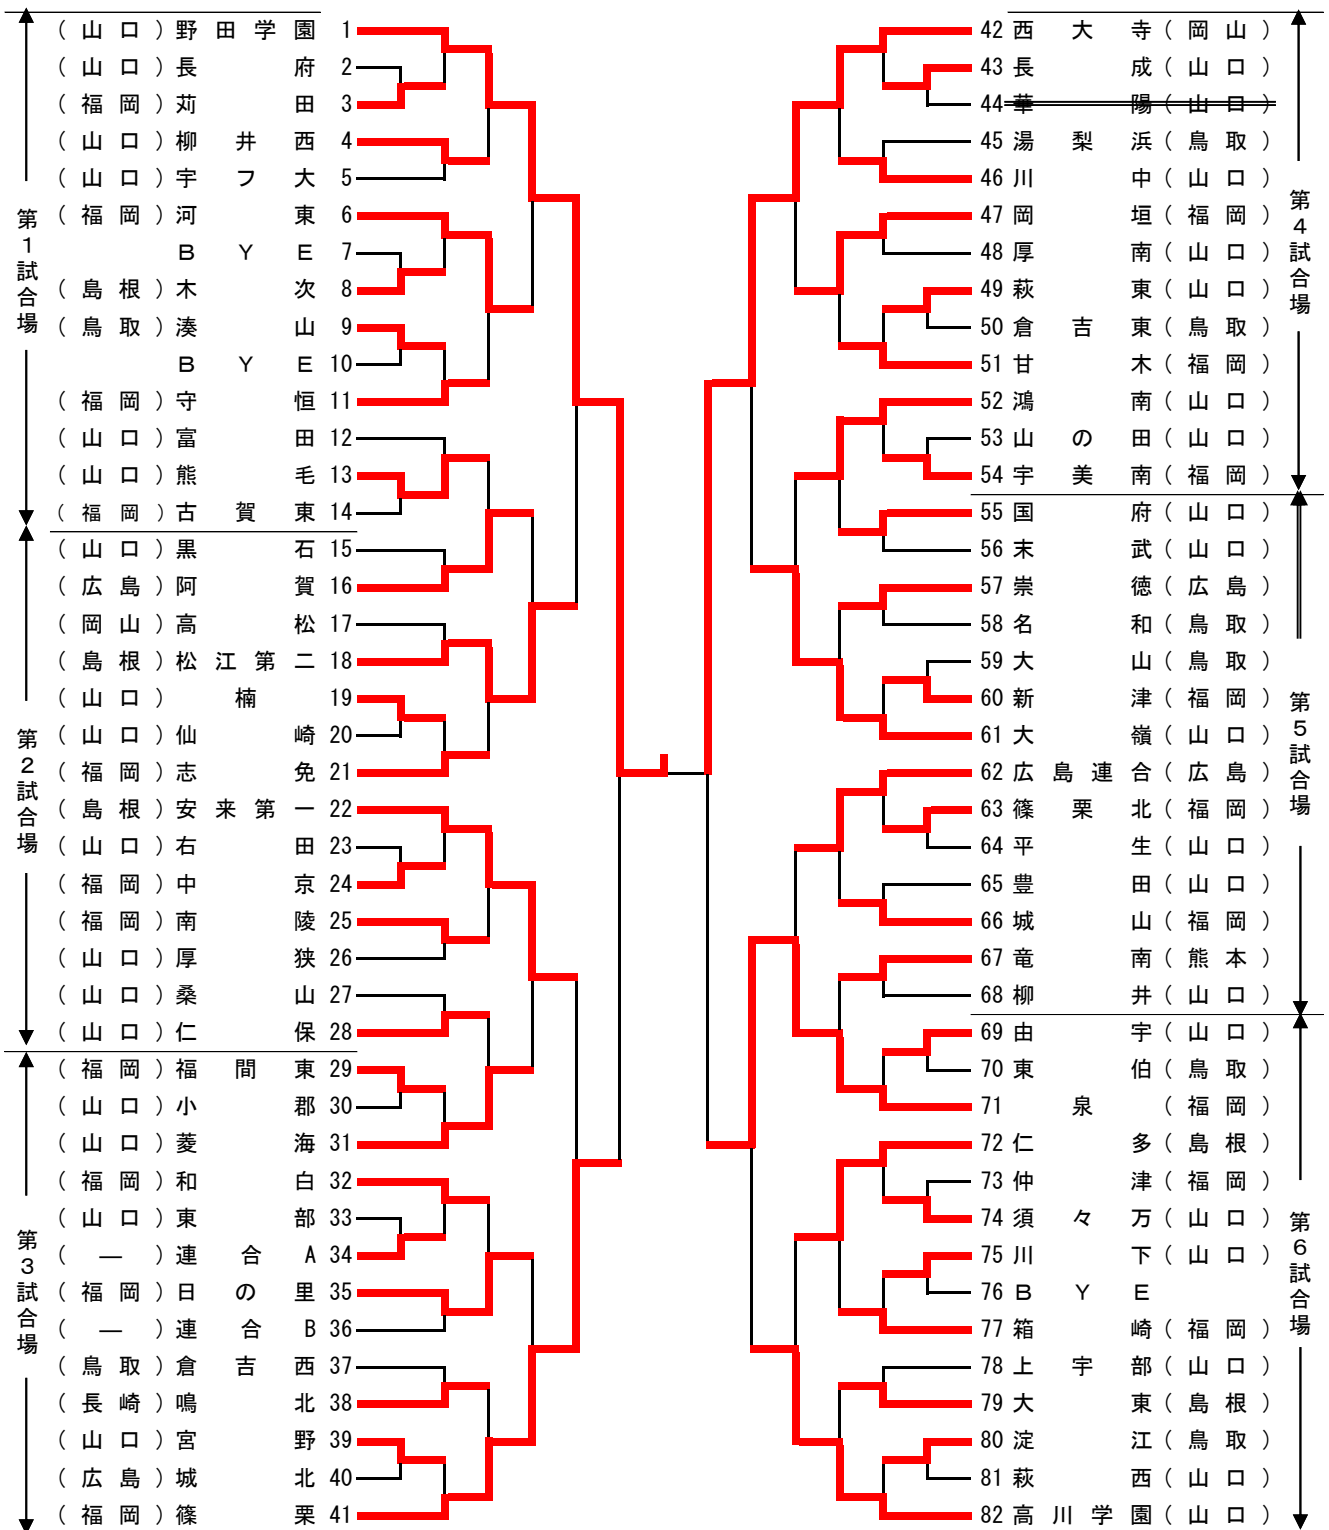 (山口)野田学園 1
(山口)長府 2
(福岡)苅田 3
(山口)柳井西 4
(山口)宇フ大 5
(福岡)河東 6
BYE 7
(島根)木次 8
(鳥取)湊山 9
BYE 10
(福岡)守恒 11
(山口)富田 12
(山口)熊毛 13
(福岡)古賀東 14
第1試合場
(山口)黒石 15
(広島)阿賀 16
(岡山)高松 17
(島根)松江第二 18
(山口)楠 19
(山口)仙崎 20
(福岡)志免 21
(島根)安来第一 22
(山口)右田 23
(福岡)中京 24
(福岡)南陵 25
(山口)厚狭 26
(山口)桑山 27
(山口)仁保 28
第2試合場
(福岡)福間東 29
(山口)小郡 30
(山口)菱海 31
(福岡)和白 32
(山口)東部 33
(―)連合A 34
(福岡)日の里 35
(―)連合B 36
(鳥取)倉吉西 37
(長崎)鳴北 38
(山口)宮野 39
(広島)城北 40
(福岡)篠栗 41
第3試合場
42 西大寺(岡山)
43 長成(山口)
44 華陽(山口)
45 湯梨浜(鳥取)
46 川中(山口)
47 岡垣(福岡)
48 厚南(山口)
49 萩東(山口)
50 倉吉東(鳥取)
51 甘木(福岡)
52 鴻南(山口)
53 山の田(山口)
54 宇美南(福岡)
第4試合場
55 国府(山口)
56 末武(山口)
57 崇徳(広島)
58 名和(鳥取)
59 大山(鳥取)
60 新津(福岡)
61 大嶺(山口)
62 広島連合(広島)
63 篠栗北(福岡)
64 平生(山口)
65 豊田(山口)
66 城山(福岡)
67 竜南(熊本)
68 柳井(山口)
第5試合場
69 由宇(山口)
70 東伯(鳥取)
71 泉(福岡)
72 仁多(島根)
73 仲津(福岡)
74 須々万(山口)
75 川下(山口)
76 BYE
77 箱崎(福岡)
78 上宇部(山口)
79 大東(島根)
80 淀江(鳥取)
81 萩西(山口)
82 高川学園(山口)
第6試合場